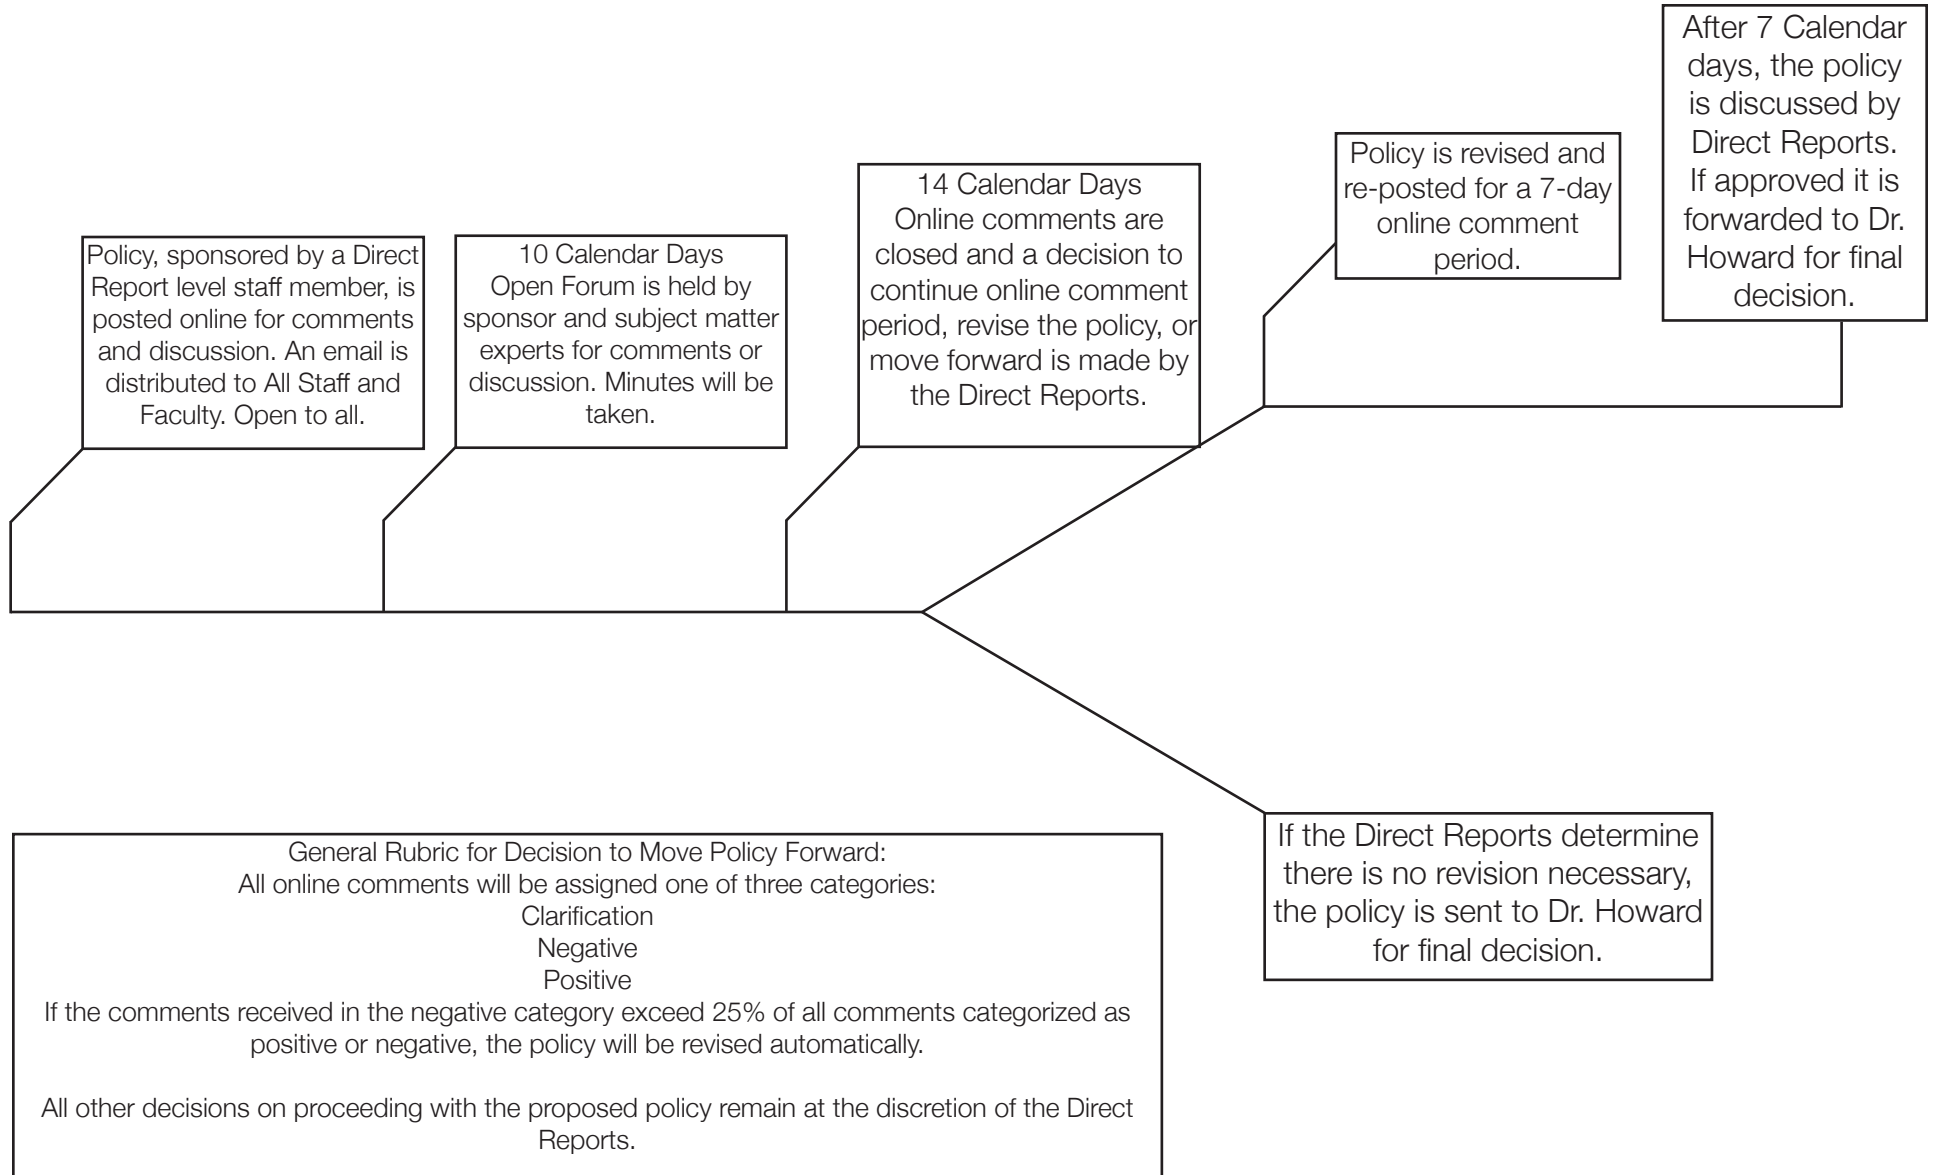 Policy, sponsored by a Direct
Report level staff member, is
posted online for comments
and discussion. An email is
distributed to All Staff and
Faculty. Open to all.
10 Calendar Days
Open Forum is held by
sponsor and subject matter
experts for comments or
discussion. Minutes will be
taken.
14 Calendar Days
Online comments are
closed and a decision to
continue online comment
period, revise the policy, or
move forward is made by
the Direct Reports.
Policy is revised and
re-posted for a 7-day
online comment
period.
After 7 Calendar
days, the policy
is discussed by
Direct Reports.
If approved it is
forwarded to Dr.
Howard for final
decision.
If the Direct Reports determine
there is no revision necessary,
the policy is sent to Dr. Howard
for final decision.
General Rubric for Decision to Move Policy Forward:
All online comments will be assigned one of three categories:
Clarification
Negative
Positive
If the comments received in the negative category exceed 25% of all comments categorized as
positive or negative, the policy will be revised automatically.
All other decisions on proceeding with the proposed policy remain at the discretion of the Direct
Reports.